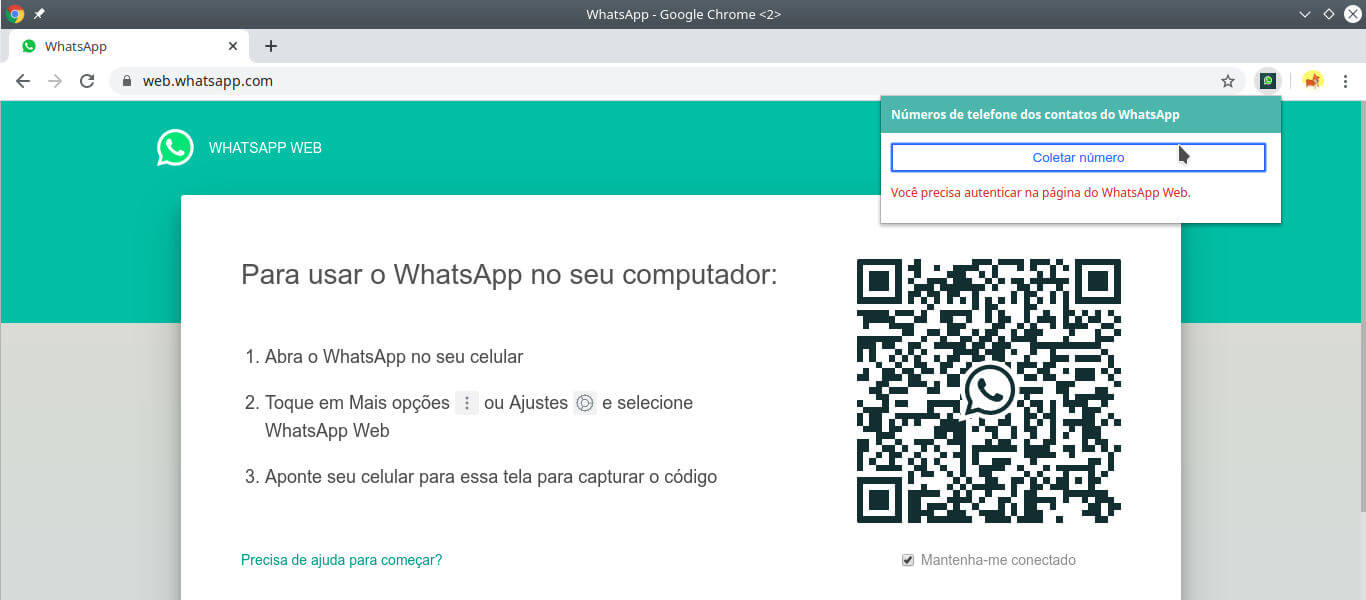 WhatsApp - Google Chrome <2>
WhatsApp
web.whatsapp.com
Números de telefone dos contatos do WhatsApp
Coletar número
Você precisa autenticar na página do WhatsApp Web.
WHATSAPP WEB
Para usar o WhatsApp no seu computador:
1. Abra o WhatsApp no seu celular
2. Toque em Mais opções ou Ajustes e selecione
WhatsApp Web
3. Aponte seu celular para essa tela para capturar o código
Precisa de ajuda para começar?
Mantenha-me conectado